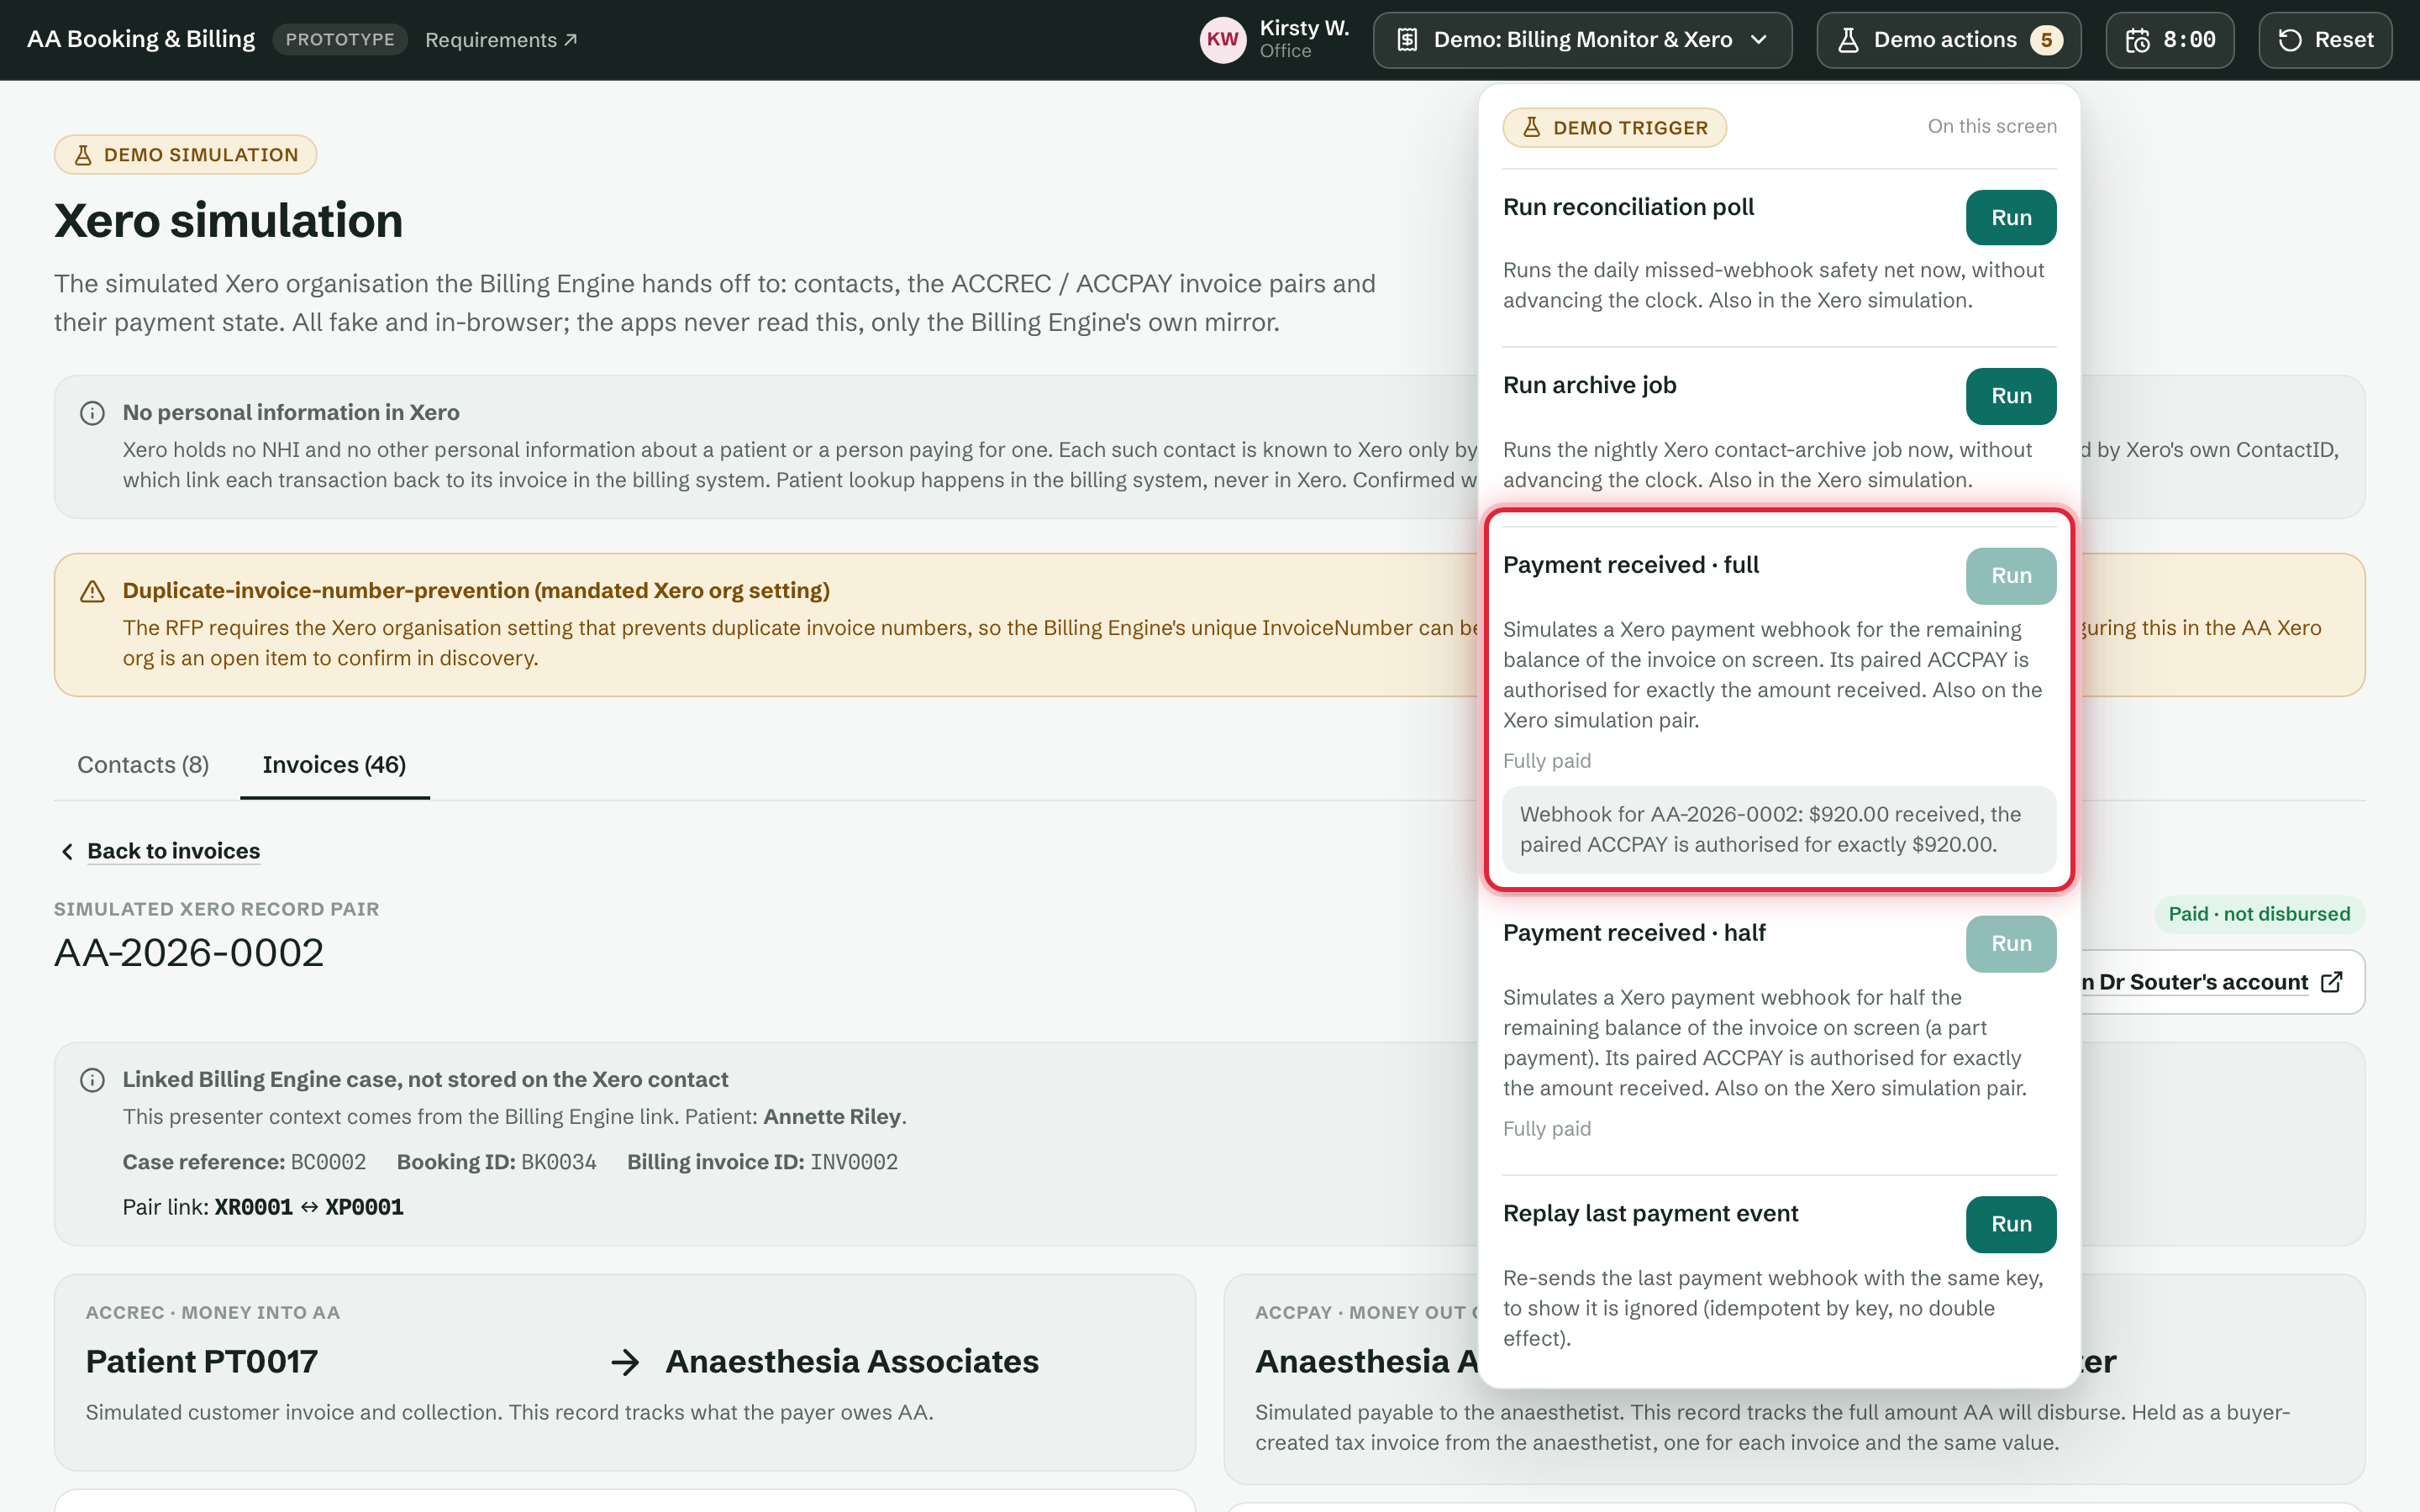 AA Booking & Billing PROTOTYPE Requirements ↗ KW Kirsty W. Office Demo: Billing Monitor & Xero Demo actions 5 8:00 Reset
DEMO SIMULATION
Xero simulation
The simulated Xero organisation the Billing Engine hands off to: contacts, the ACCREC / ACCPAY invoice pairs and
their payment state. All fake and in-browser; the apps never read this, only the Billing Engine's own mirror.
No personal information in Xero
Xero holds no NHI and no other personal information about a patient or a person paying for one. Each such contact is known to Xero only by
d by Xero's own ContactID,
which link each transaction back to its invoice in the billing system. Patient lookup happens in the billing system, never in Xero. Confirmed w
Duplicate-invoice-number-prevention (mandated Xero org setting)
The RFP requires the Xero organisation setting that prevents duplicate invoice numbers, so the Billing Engine's unique InvoiceNumber can be
guring this in the AA Xero
org is an open item to confirm in discovery.
Contacts (8) Invoices (46)
Back to invoices
SIMULATED XERO RECORD PAIR
AA-2026-0002
Paid · not disbursed
n Dr Souter's account
Linked Billing Engine case, not stored on the Xero contact
This presenter context comes from the Billing Engine link. Patient: Annette Riley.
Case reference: BC0002 Booking ID: BK0034 Billing invoice ID: INV0002
Pair link: XR0001 ↔ XP0001
ACCREC · MONEY INTO AA
Patient PT0017 → Anaesthesia Associates
Simulated customer invoice and collection. This record tracks what the payer owes AA.
ACCPAY · MONEY OUT
Anaesthesia A
ter
Simulated payable to the anaesthetist. This record tracks the full amount AA will disburse. Held as a buyer-
created tax invoice from the anaesthetist, one for each invoice and the same value.
DEMO TRIGGER On this screen
Run reconciliation poll Run
Runs the daily missed-webhook safety net now, without
advancing the clock. Also in the Xero simulation.
Run archive job Run
Runs the nightly Xero contact-archive job now, without
advancing the clock. Also in the Xero simulation.
Payment received · full Run
Simulates a Xero payment webhook for the remaining
balance of the invoice on screen. Its paired ACCPAY is
authorised for exactly the amount received. Also on the
Xero simulation pair.
Fully paid
Webhook for AA-2026-0002: $920.00 received, the
paired ACCPAY is authorised for exactly $920.00.
Payment received · half Run
Simulates a Xero payment webhook for half the
remaining balance of the invoice on screen (a part
payment). Its paired ACCPAY is authorised for exactly
the amount received. Also on the Xero simulation pair.
Fully paid
Replay last payment event Run
Re-sends the last payment webhook with the same key,
to show it is ignored (idempotent by key, no double
effect).